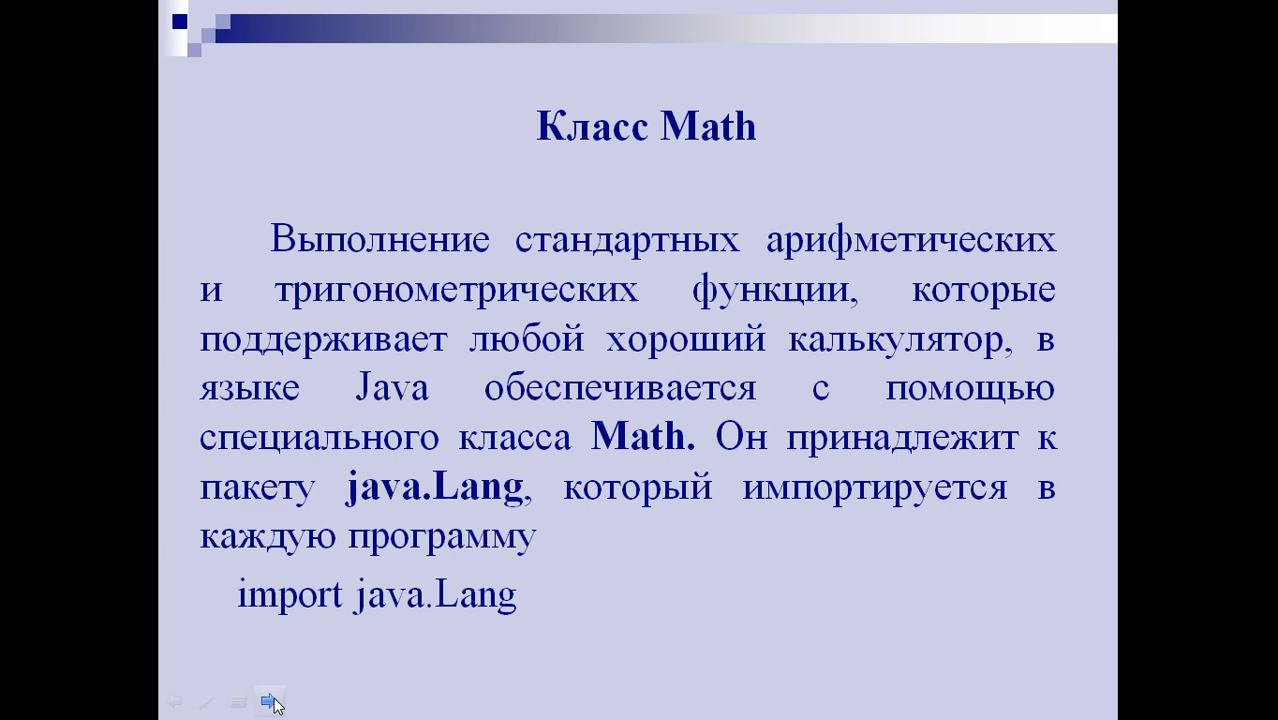 Класс Math
Выполнение стандартных арифметических
и тригонометрических функции, которые
поддерживает любой хороший калькулятор, в
языке Java обеспечивается с помощью
специального класса Math. Он принадлежит к
пакету java.Lang, который импортируется в
каждую программу
import java.Lang